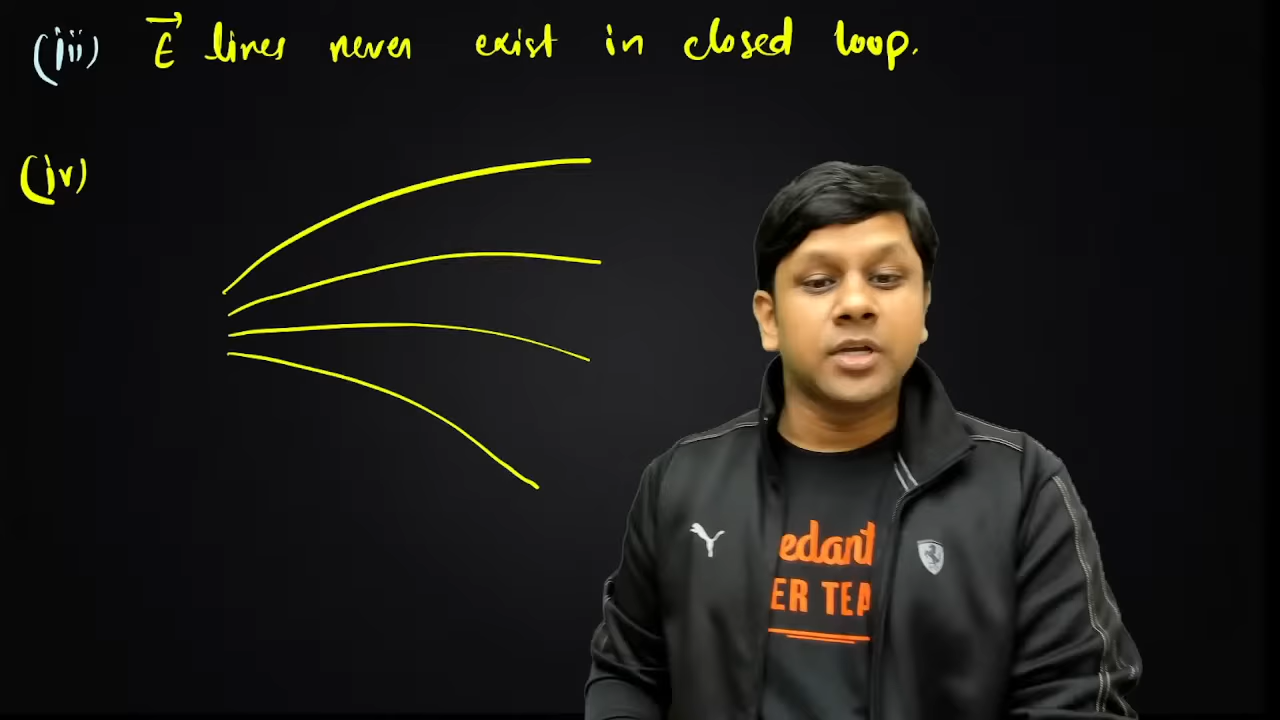 (iii) E⃗ lines never exist in closed loop.
(iv)
edant
ER TEA